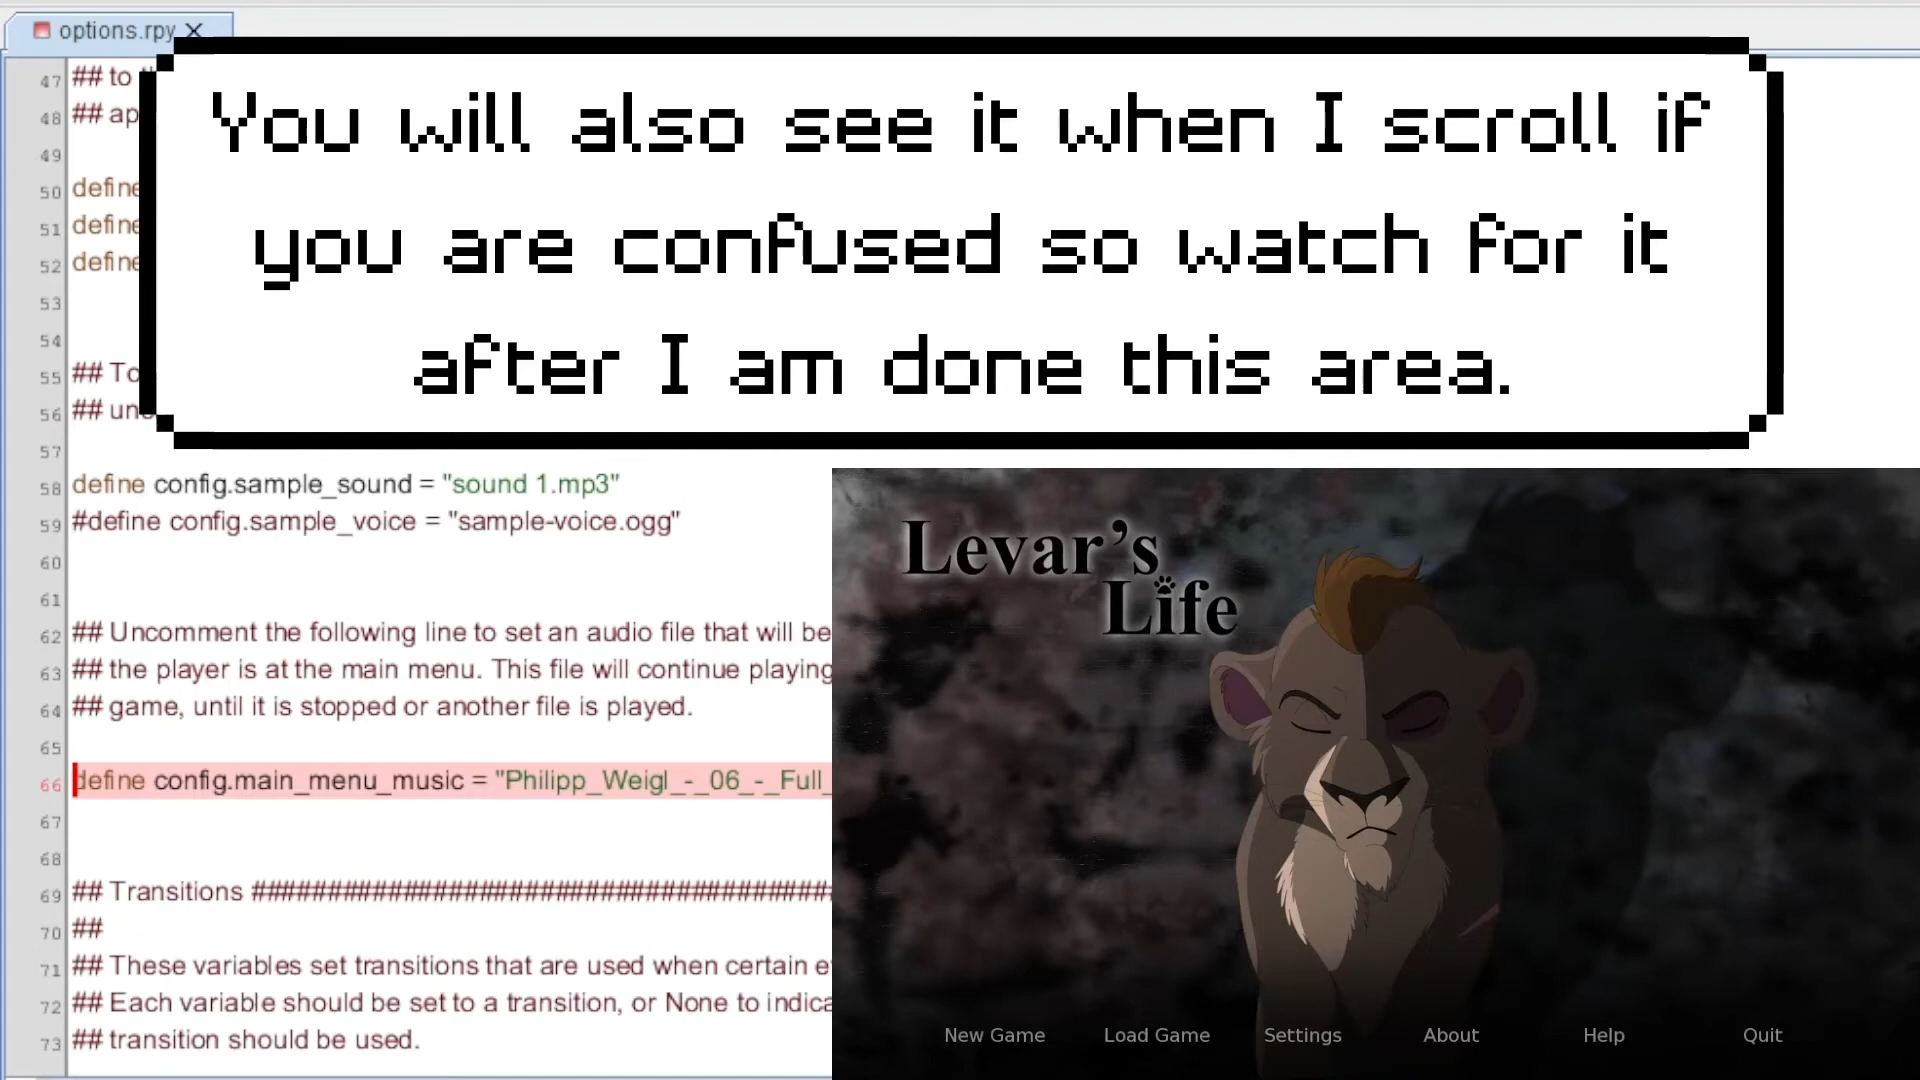 options.rpy
You will also see it when I scroll if
you are confused so watch for it
after I am done this area.
47 ## to
48 ## ap
49
50 define
51 define
52 define
53
54
55 ## To
56 ## un
57
58 define config.sample_sound = "sound 1.mp3"
59 #define config.sample_voice = "sample-voice.ogg"
60
61
62 ## Uncomment the following line to set an audio file that will be
63 ## the player is at the main menu. This file will continue playing
64 ## game, until it is stopped or another file is played.
65
66 define config.main_menu_music = "Philipp_Weigl_-_06_-_Full_
67
68
69 ## Transitions ######################################
70 ##
71 ## These variables set transitions that are used when certain e
72 ## Each variable should be set to a transition, or None to indica
73 ## transition should be used.
Levar's
Life
New Game Load Game Settings About Help Quit